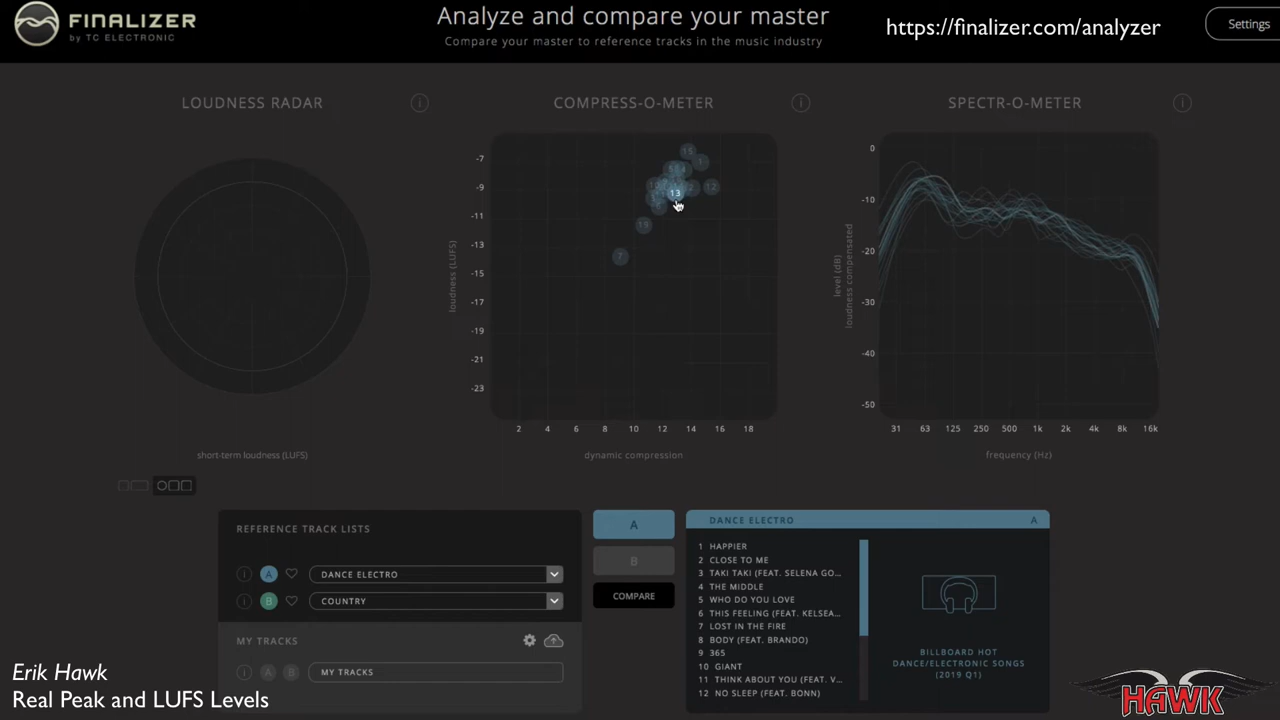 FINALIZER
by TC ELECTRONIC
Analyze and compare your master
Compare your master to reference tracks in the music industry
https://finalizer.com/analyzer
Settings
LOUDNESS RADAR
i
COMPRESS-O-METER
i
SPECTR-O-METER
i
short-term loudness (LUFS)
loudness (LUFS)
-7
-9
-11
-13
-15
-17
-19
-21
-23
15
1
12
13
19
7
2 4 6 8 10 12 14 16 18
dynamic compression
level (dB)
loudness compensated
0
-10
-20
-30
-40
-50
31 63 125 250 500 1k 2k 4k 8k 16k
frequency (Hz)
REFERENCE TRACK LISTS
i A DANCE ELECTRO
i B COUNTRY
MY TRACKS
i A B MY TRACKS
A
B
COMPARE
DANCE ELECTRO A
1 HAPPIER
2 CLOSE TO ME
3 TAKI TAKI (FEAT. SELENA GO...
4 THE MIDDLE
5 WHO DO YOU LOVE
6 THIS FEELING (FEAT. KELSEA...
7 LOST IN THE FIRE
8 BODY (FEAT. BRANDO)
9 365
10 GIANT
11 THINK ABOUT YOU (FEAT. V...
12 NO SLEEP (FEAT. BONN)
BILLBOARD HOT
DANCE/ELECTRONIC SONGS
(2019 Q1)
Erik Hawk
Real Peak and LUFS Levels
HAWK